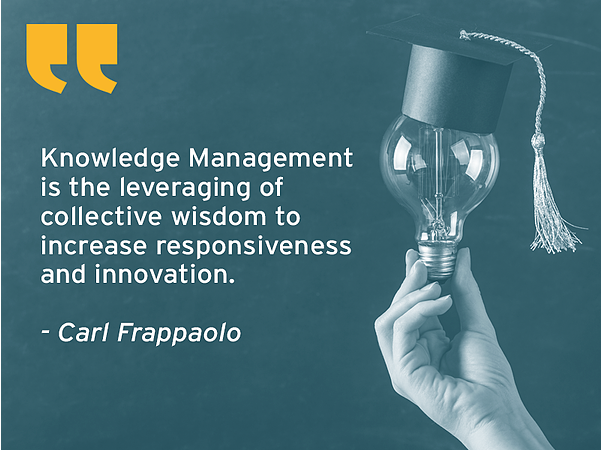 Knowledge Management
is the leveraging of
collective wisdom to
increase responsiveness
and innovation.
- Carl Frappaolo